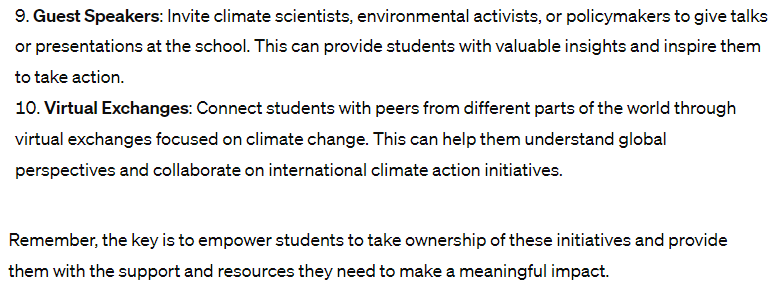 9. Guest Speakers: Invite climate scientists, environmental activists, or policymakers to give talks
or presentations at the school. This can provide students with valuable insights and inspire them
to take action.
10. Virtual Exchanges: Connect students with peers from different parts of the world through
virtual exchanges focused on climate change. This can help them understand global
perspectives and collaborate on international climate action initiatives.
Remember, the key is to empower students to take ownership of these initiatives and provide
them with the support and resources they need to make a meaningful impact.